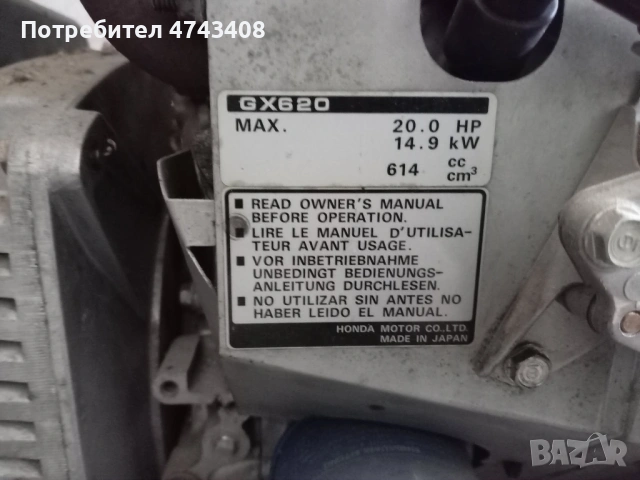 Потребител 4743408
GX620
MAX. 20.0 HP
14.9 kW
614 cc
cm³
▪ READ OWNER'S MANUAL
BEFORE OPERATION.
▪ LIRE LE MANUEL D'UTILISA-
TEUR AVANT USAGE.
▪ VOR INBETRIEBNAHME
UNBEDINGT BEDIENUNGS-
ANLEITUNG DURCHLESEN.
▪ NO UTILIZAR SIN ANTES NO
HABER LEIDO EL MANUAL.
HONDA MOTOR CO.,LTD.
MADE IN JAPAN
BAZAR